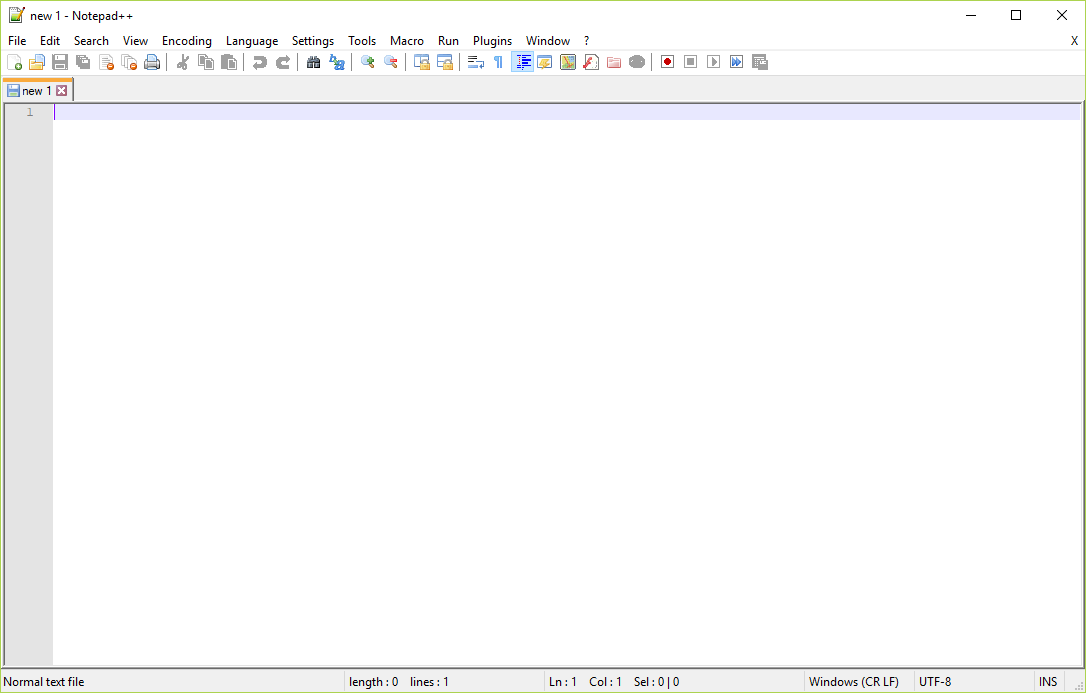 new 1 - Notepad++
File Edit Search View Encoding Language Settings Tools Macro Run Plugins Window ? X
new 1
1
Normal text file length : 0 lines : 1 Ln : 1 Col : 1 Sel : 0 | 0 Windows (CR LF) UTF-8 INS